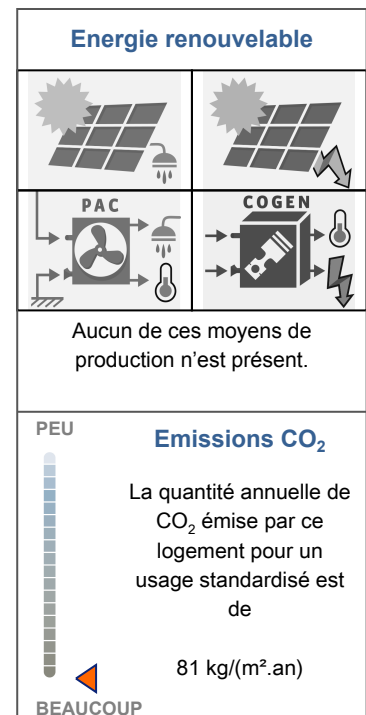 Energie renouvelable
PAC
COGEN
Aucun de ces moyens de
production n'est présent.
PEU
Emissions CO₂
La quantité annuelle de
CO₂ émise par ce
logement pour un
usage standardisé est
de
81 kg/(m².an)
BEAUCOUP